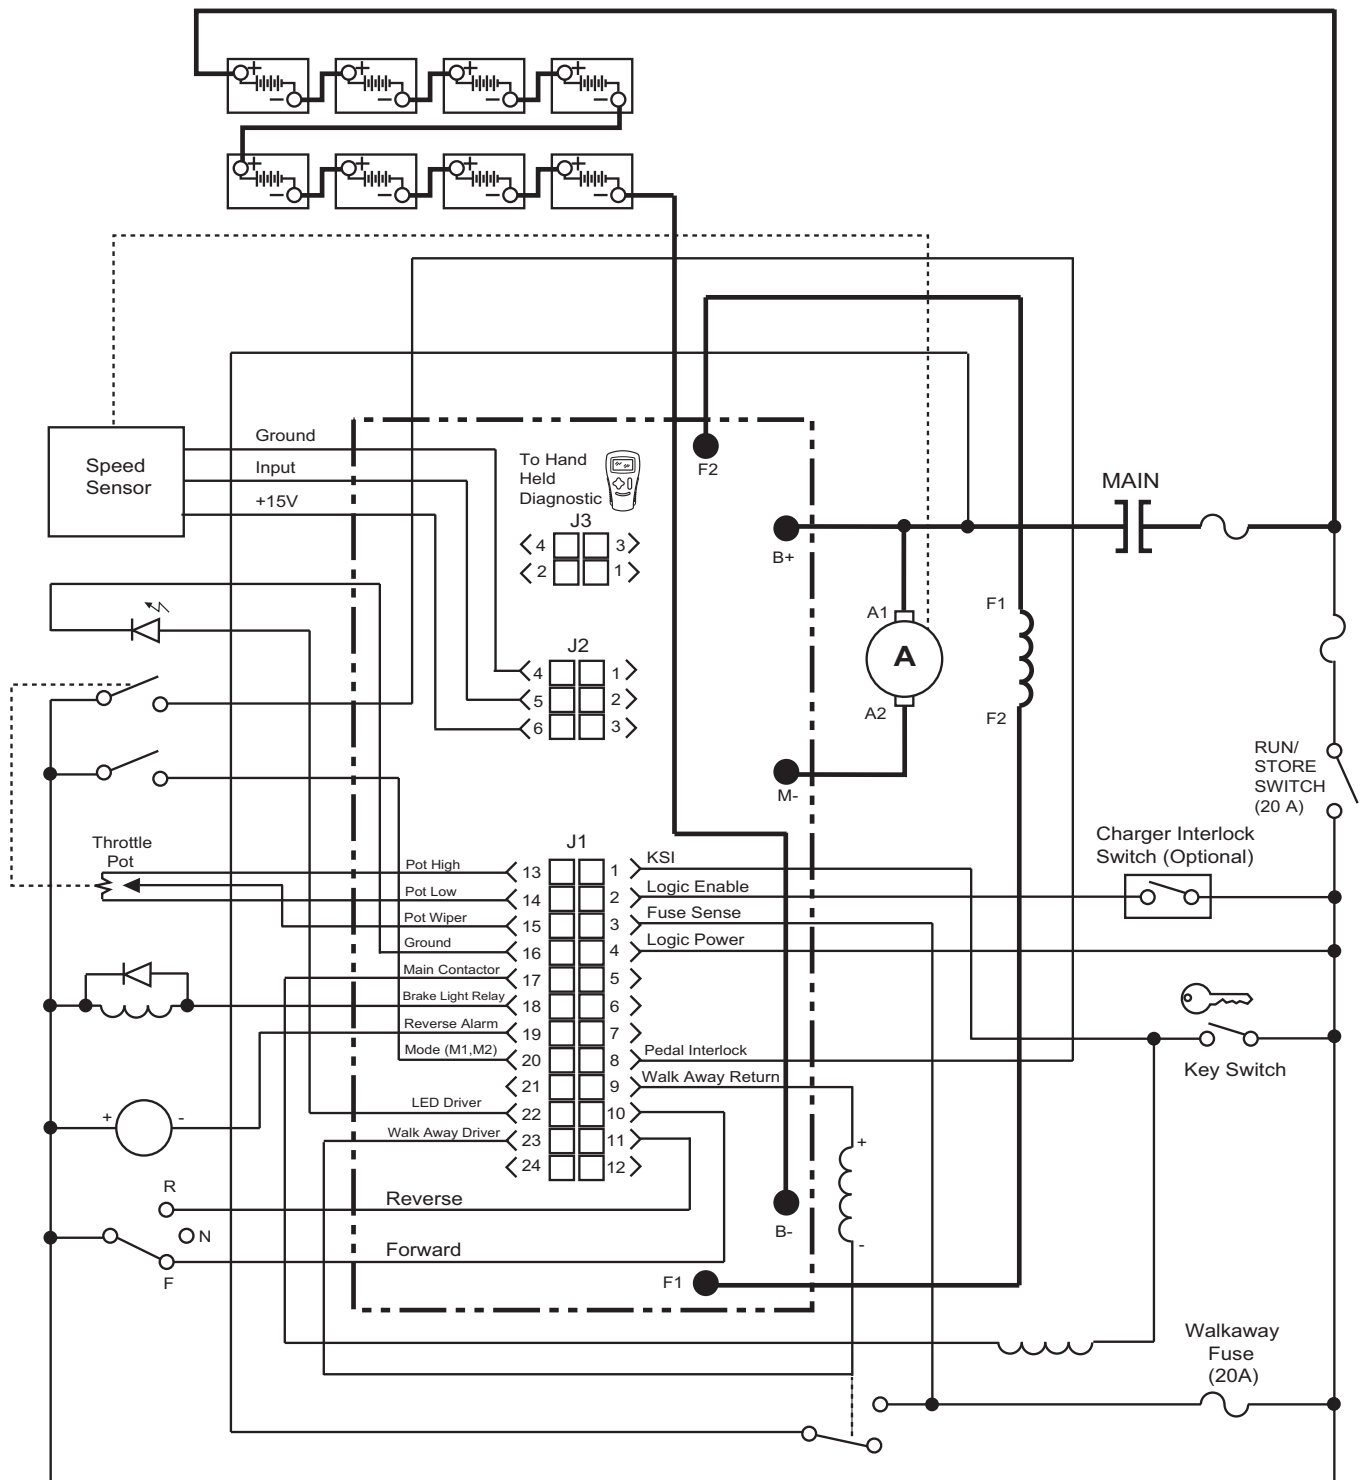 + + + +
− − − −
+ + + +
− − − −
Speed
Sensor
Ground
Input
+15V
To Hand
Held
Diagnostic
J3
4 3
2 1
F2
B+
MAIN
A1
A
A2
F1
F2
M-
J2
4 1
5 2
6 3
RUN/
STORE
SWITCH
(20 A)
Charger Interlock
Switch (Optional)
Throttle
Pot
J1
Pot High 13 1 KSI
Pot Low 14 2 Logic Enable
Pot Wiper 15 3 Fuse Sense
Ground 16 4 Logic Power
Main Contactor 17 5
Brake Light Relay 18 6
Reverse Alarm 19 7
Mode (M1,M2) 20 8 Pedal Interlock
21 9 Walk Away Return
LED Driver 22 10
Walk Away Driver 23 11
24 12
Key Switch
+ -
R
N
F
Reverse
Forward
+
-
B-
F1
Walkaway
Fuse
(20A)